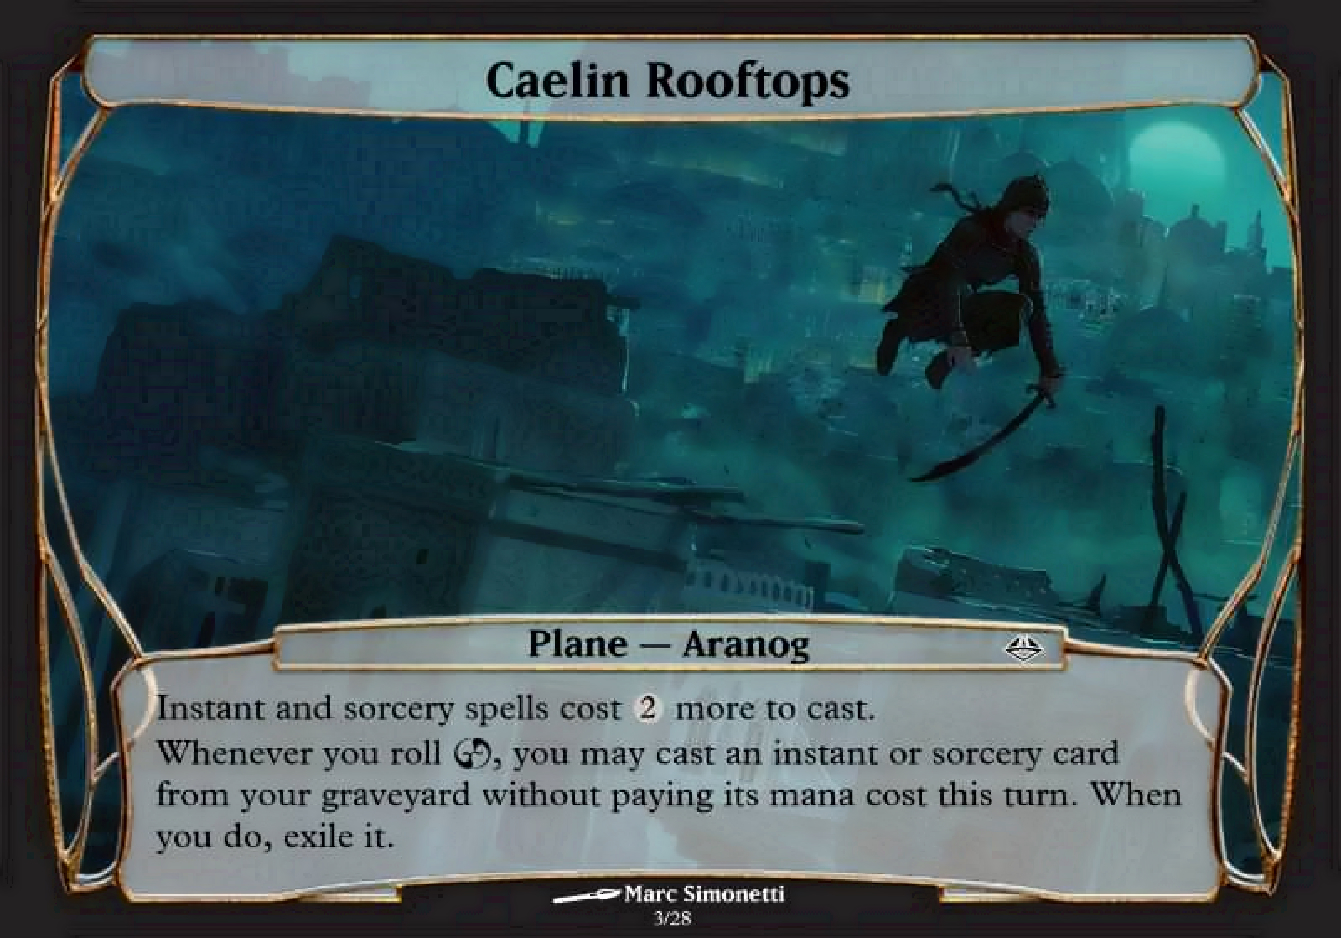 Caelin Rooftops
Plane — Aranog
Instant and sorcery spells cost 2 more to cast.
Whenever you roll , you may cast an instant or sorcery card
from your graveyard without paying its mana cost this turn. When
you do, exile it.
Marc Simonetti
3/28